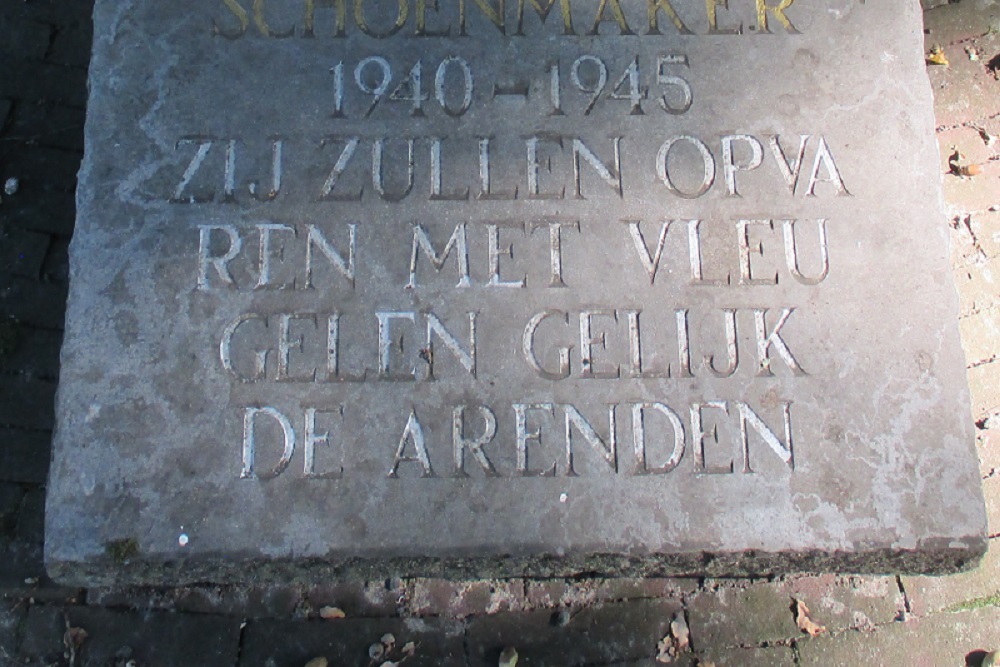 SCHOENMAKER
1940-1945
ZIJ ZULLEN OPVA
REN MET VLEU
GELEN GELIJK
DE ARENDEN